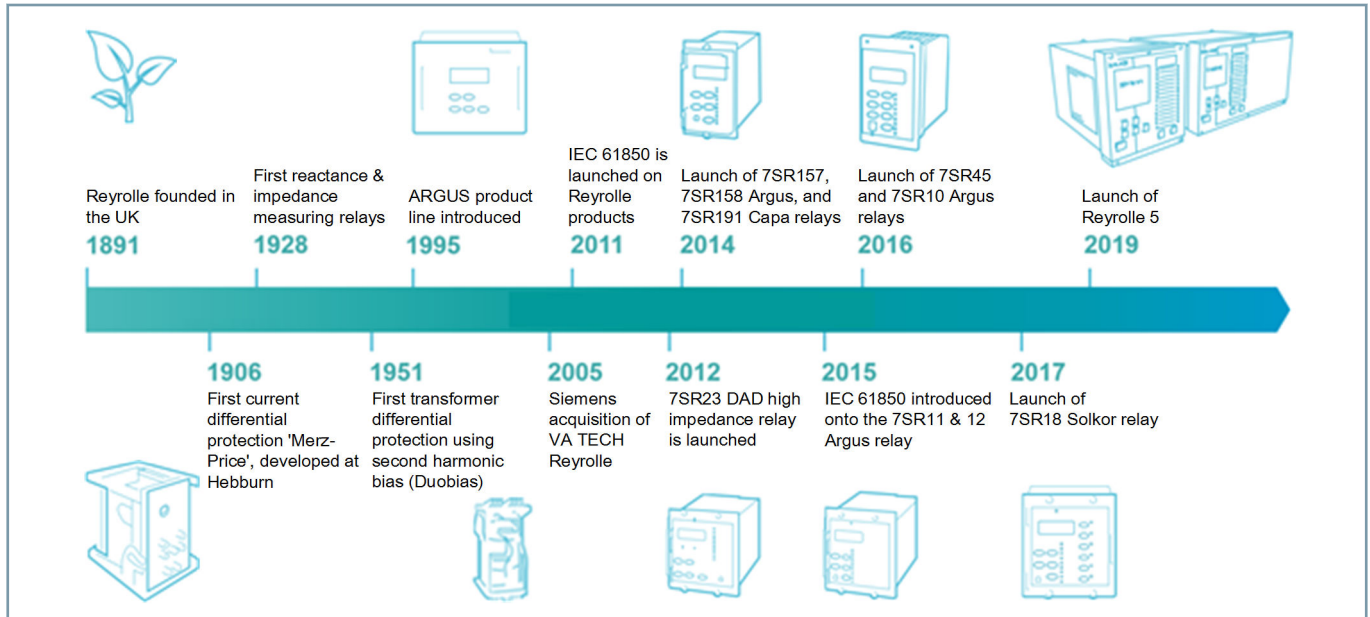 Reyrolle founded in
the UK
1891
First reactance &
impedance
measuring relays
1928
ARGUS product
line introduced
1995
IEC 61850 is
launched on
Reyrolle
products
2011
Launch of 7SR157,
7SR158 Argus, and
7SR191 Capa relays
2014
Launch of 7SR45
and 7SR10 Argus
relays
2016
Launch of
Reyrolle 5
2019
1906
First current
differential
protection 'Merz-
Price', developed at
Hebburn
1951
First transformer
differential
protection using
second harmonic
bias (Duobias)
2005
Siemens
acquisition of
VA TECH
Reyrolle
2012
7SR23 DAD high
impedance relay
is launched
2015
IEC 61850 introduced
onto the 7SR11 & 12
Argus relay
2017
Launch of
7SR18 Solkor relay